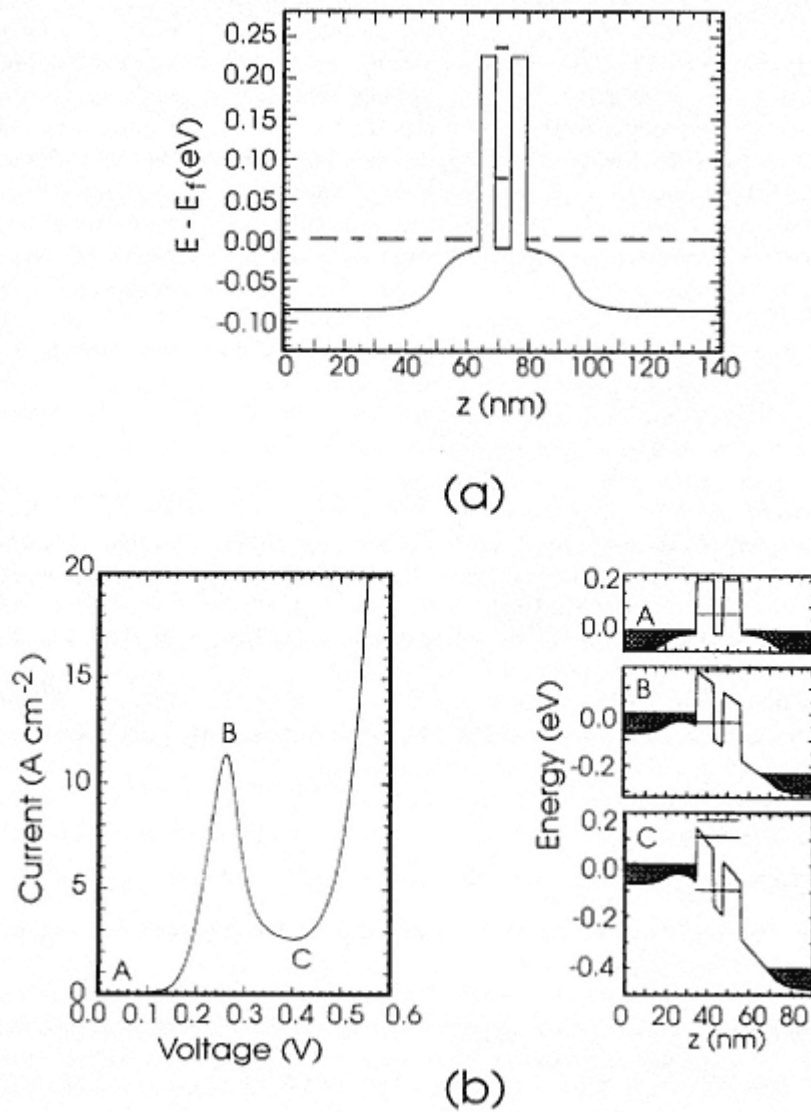 0.25
0.20
0.15
0.10
0.05
0.00
-0.05
-0.10
E - Ef(eV)
0 20 40 60 80 100 120 140
z (nm)
(a)
20
15
10
5
0
Current (A cm-2)
A
B
C
0.0 0.1 0.2 0.3 0.4 0.5 0.6
Voltage (V)
0.2
0.0
A
B
0.0
-0.2
C
0.2
0.0
-0.2
-0.4
Energy (eV)
0 20 40 60 80
z (nm)
(b)